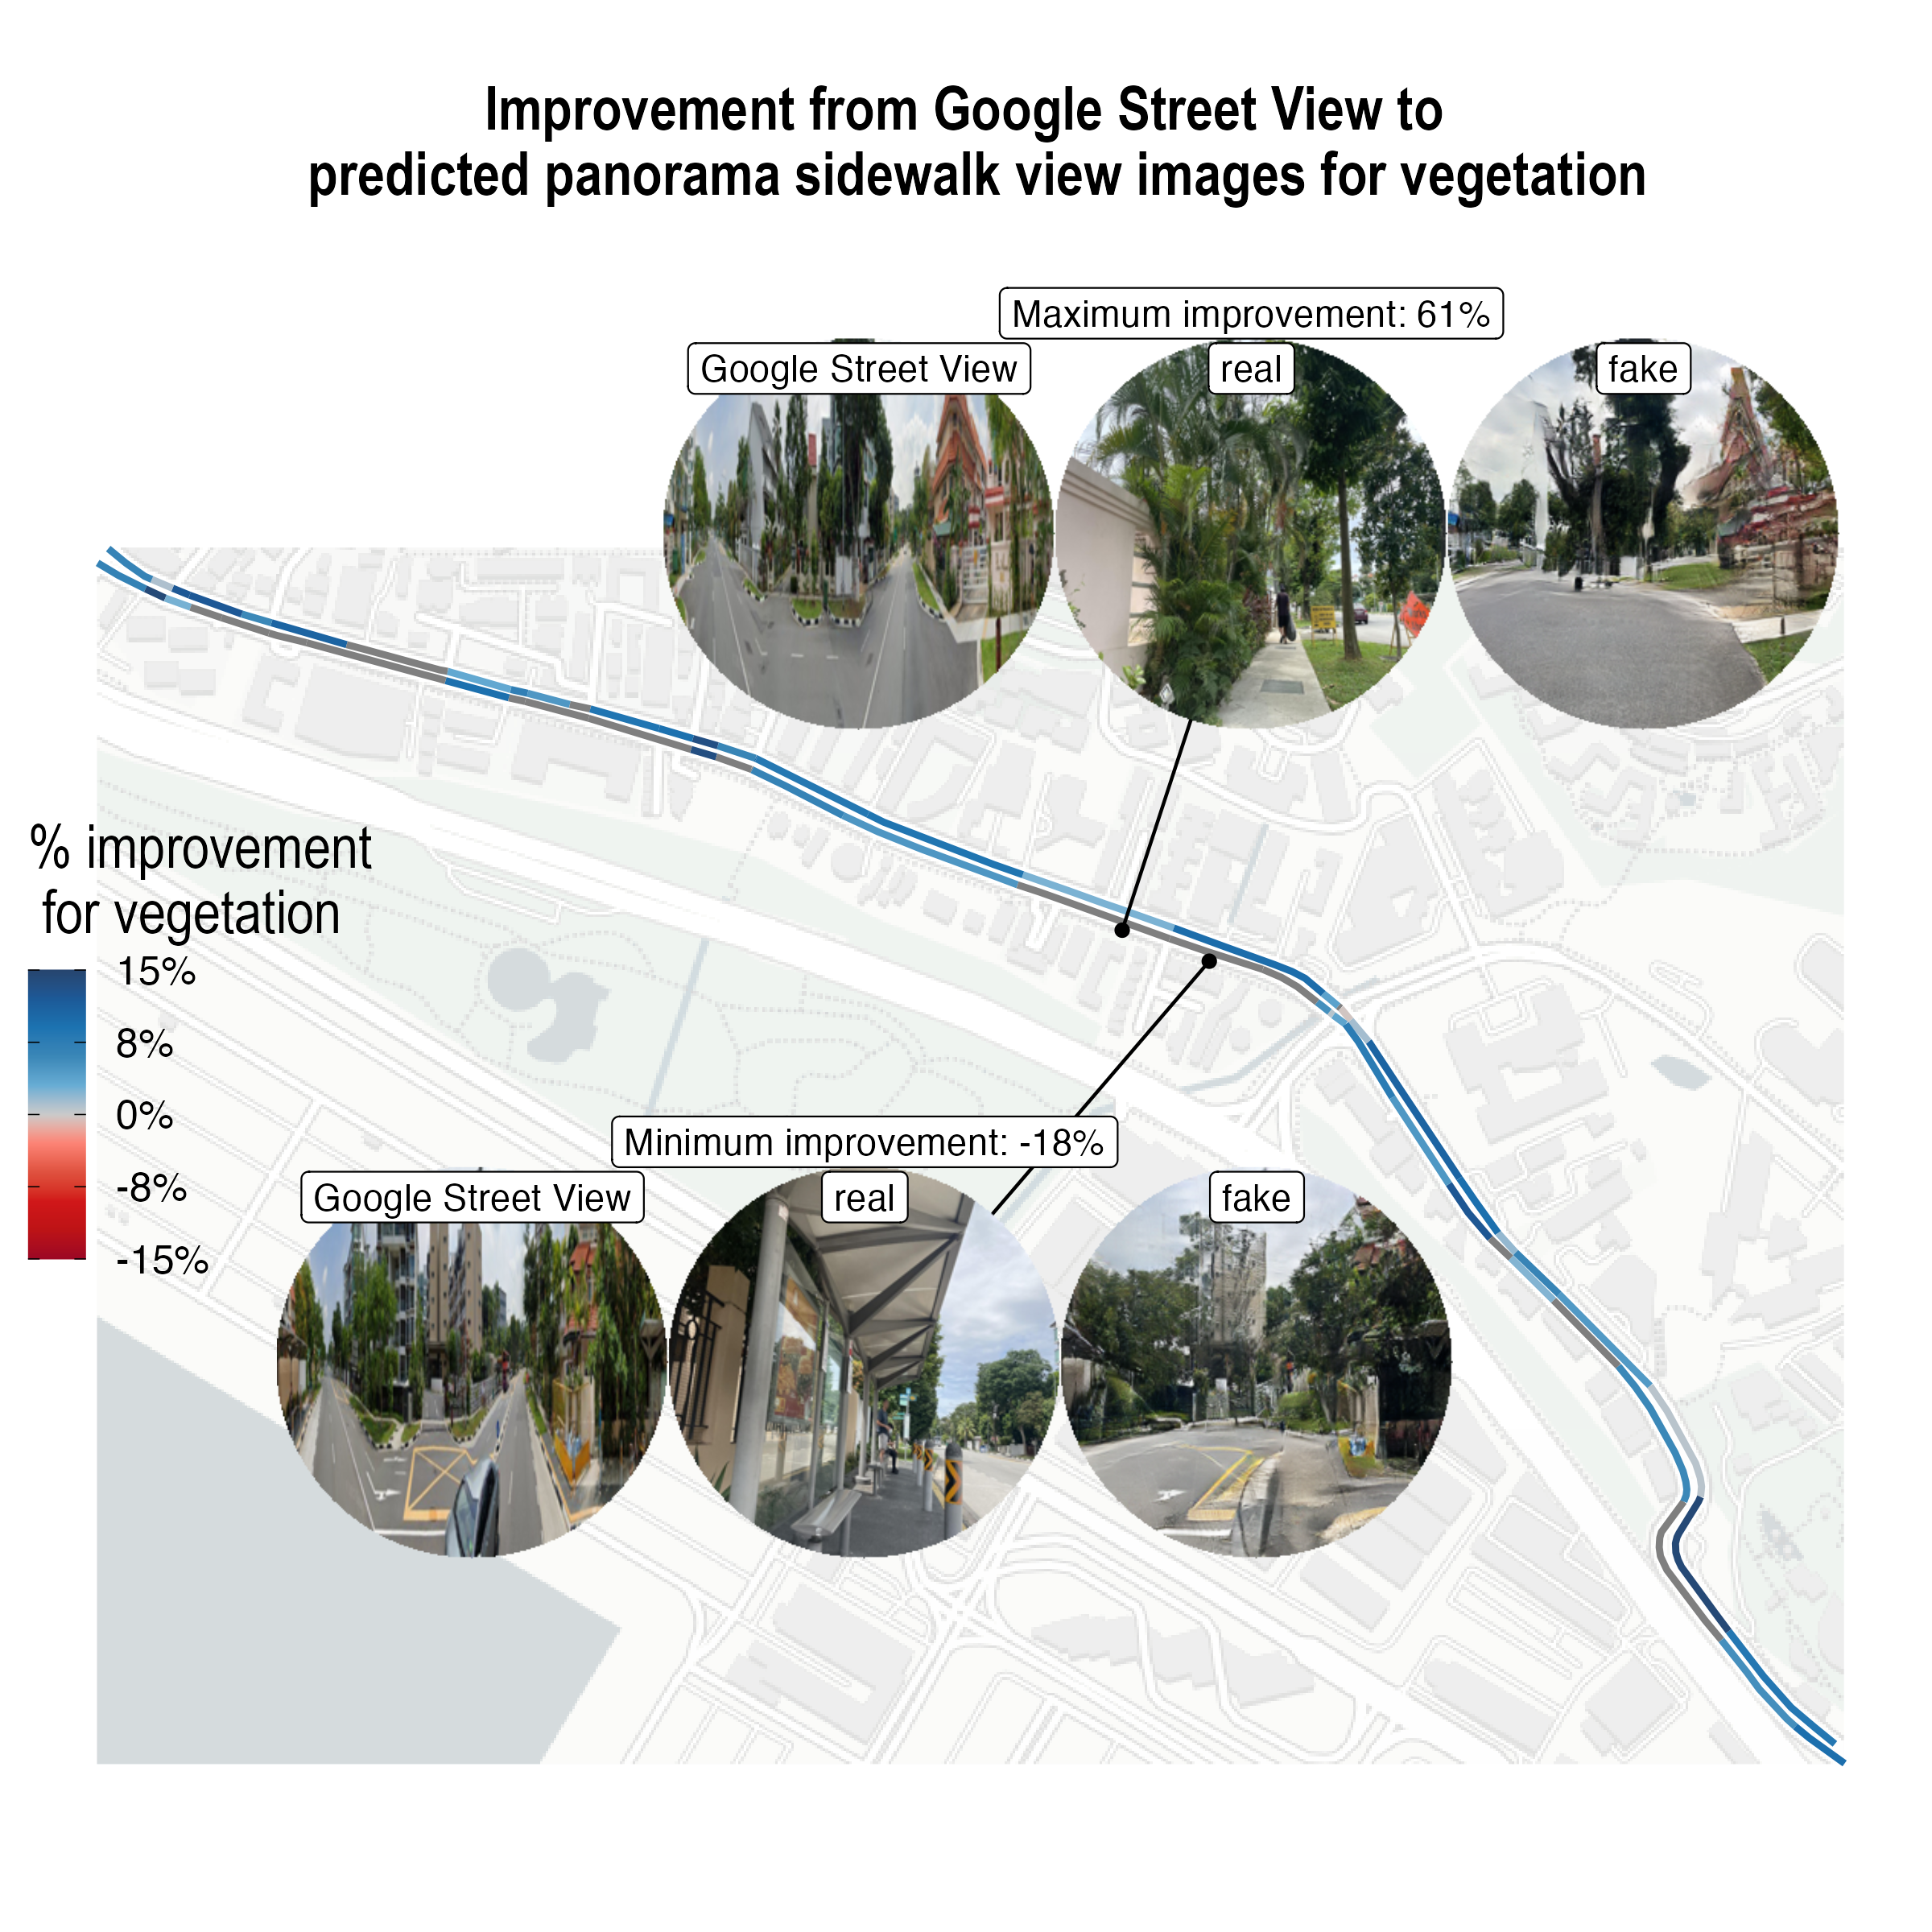 Improvement from Google Street View to
predicted panorama sidewalk view images for vegetation
Maximum improvement: 61%
Google Street View
real
fake
% improvement
for vegetation
15%
8%
0%
-8%
-15%
Minimum improvement: -18%
Google Street View
real
fake